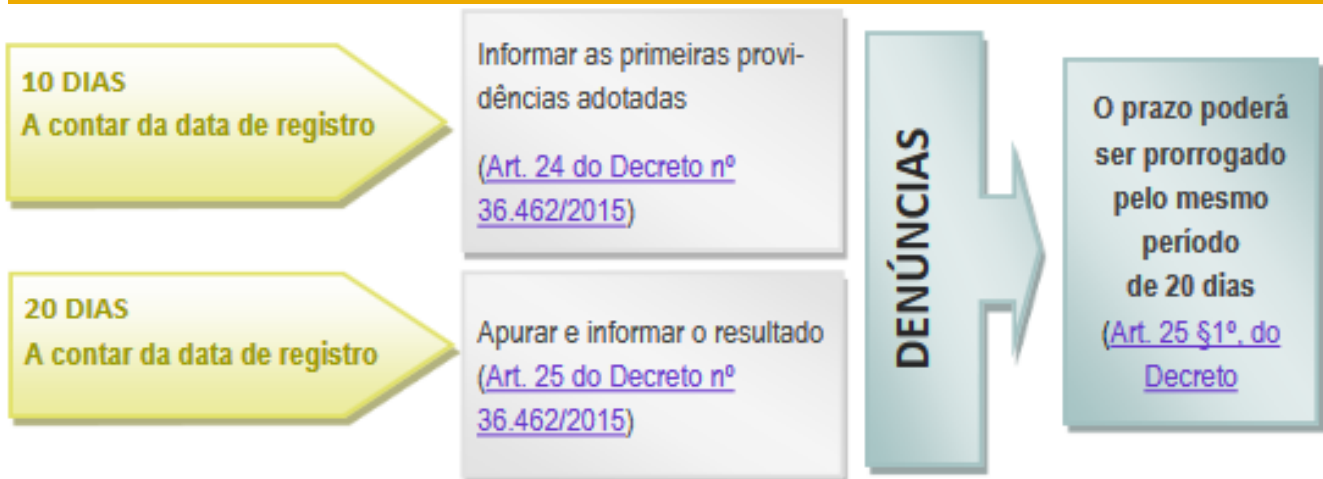 10 DIAS
A contar da data de registro
Informar as primeiras provi-
dências adotadas
(Art. 24 do Decreto nº
36.462/2015)
20 DIAS
A contar da data de registro
Apurar e informar o resultado
(Art. 25 do Decreto nº
36.462/2015)
DENÚNCIAS
O prazo poderá
ser prorrogado
pelo mesmo
período
de 20 dias
(Art. 25 §1º, do
Decreto